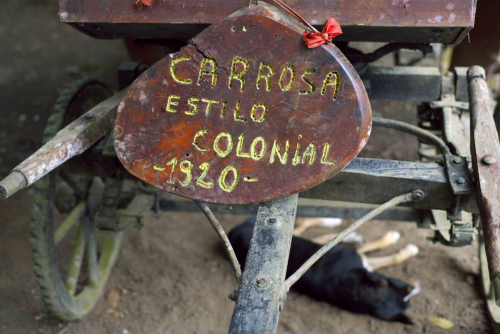 CARROSA
ESTILO
COLONIAL
-1920-